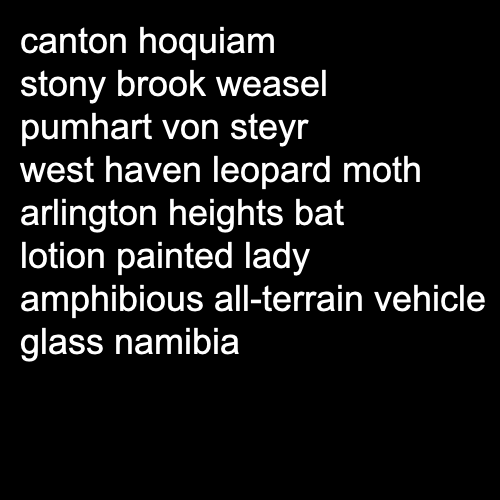 canton hoquiam
stony brook weasel
pumhart von steyr
west haven leopard moth
arlington heights bat
lotion painted lady
amphibious all-terrain vehicle
glass namibia